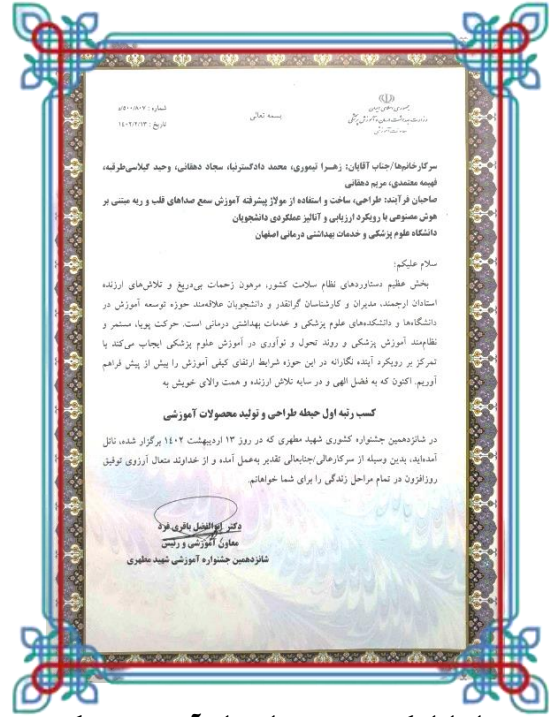 جمهوری اسلامی ایران
وزارت بهداشت، درمان و آموزش پزشکی
معاونت آموزشی
بسمه تعالی
شماره : ۵۰۰/۸۰۷/د
تاریخ : ۱۴۰۲/۲/۱۳
سرکارخانم‌ها/جناب آقایان: زهـرا تیموری، محمد دادگسترنیا، سجاد دهقانی، وحید گیلاسی‌طرقبه،
فهیمه معتمدی، مریم دهقانی
صاحبان فرآیند: طراحی، ساخت و استفاده از مولاژ پیشرفته آموزش سمع صداهای قلب و ریه مبتنی بر
هوش مصنوعی با رویکرد ارزیابی و آنالیز عملکردی دانشجویان
دانشگاه علوم پزشکی و خدمات بهداشتی درمانی اصفهان
سلام علیکم:
بخش عظیم دستاوردهای نظام سلامت کشور، مرهون زحمات بی‌دریغ و تلاش‌های ارزنده
استادان ارجمند، مدیران و کارشناسان گرانقدر و دانشجویان علاقه‌مند حوزه توسعه آموزش در
دانشگاه‌ها و دانشکده‌های علوم پزشکی و خدمات بهداشتی درمانی است. حرکت پویا، مستمر و
نظام‌مند آموزش پزشکی و روند تحول و نوآوری در آموزش علوم پزشکی ایجاب می‌کند با
تمرکز بر رویکرد آینده نگارانه در این حوزه شرایط ارتقای کیفی آموزش را بیش از پیش فراهم
آوریم. اکنون که به فضل الهی و در سایه تلاش ارزنده و همت والای خویش به
کسب رتبه اول حیطه طراحی و تولید محصولات آموزشی
در شانزدهمین جشنواره کشوری شهید مطهری که در روز ۱۳ اردیبهشت ۱۴۰۲ برگزار شده، نائل
آمده‌اید، بدین وسیله از سرکارعالی/جنابعالی تقدیر به‌عمل آمده و از خداوند متعال آرزوی توفیق
روزافزون در تمام مراحل زندگی را برای شما خواهانم.
دکتر ابوالفضل باقری فرد
معاون آموزشی و رئیس
شانزدهمین جشنواره آموزشی شهید مطهری